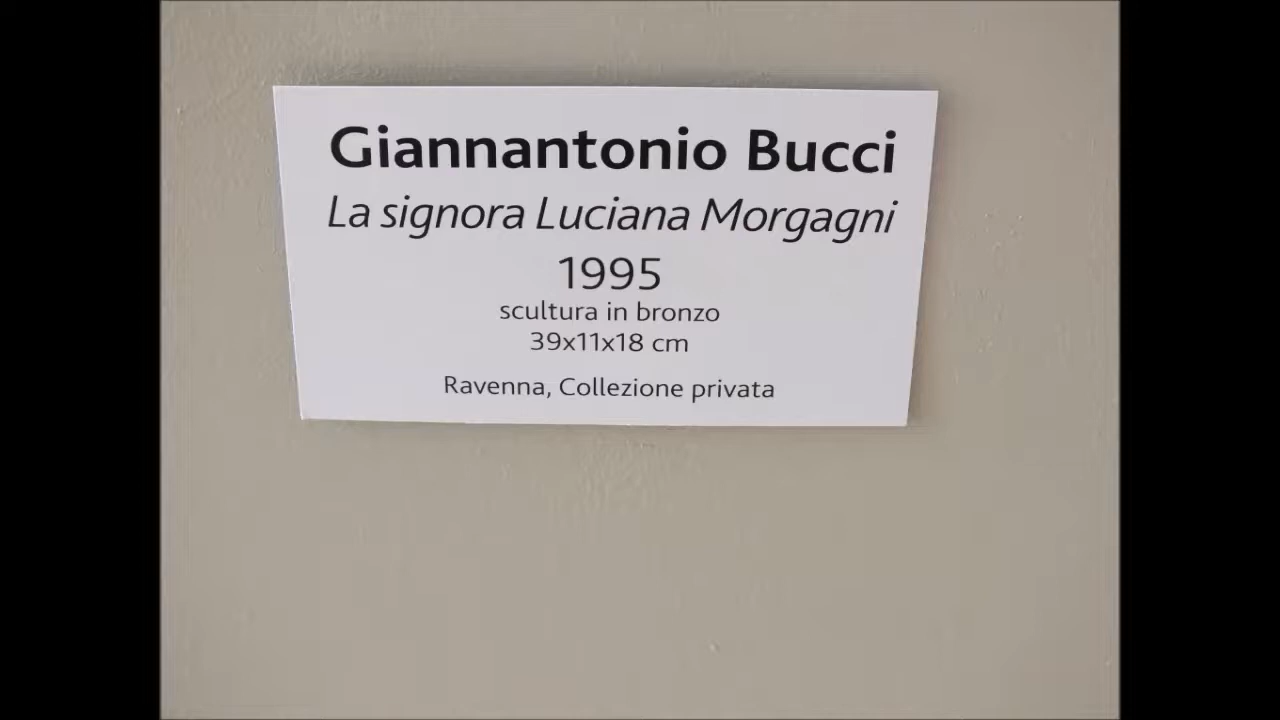 Giannantonio Bucci
La signora Luciana Morgagni
1995
scultura in bronzo
39x11x18 cm
Ravenna, Collezione privata